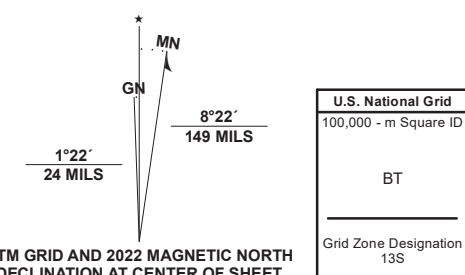 ★
MN
GN
8°22´
149 MILS
1°22´
24 MILS
TM GRID AND 2022 MAGNETIC NORTH
DECLINATION AT CENTER OF SHEET
U.S. National Grid
100,000 - m Square ID
BT
Grid Zone Designation
13S